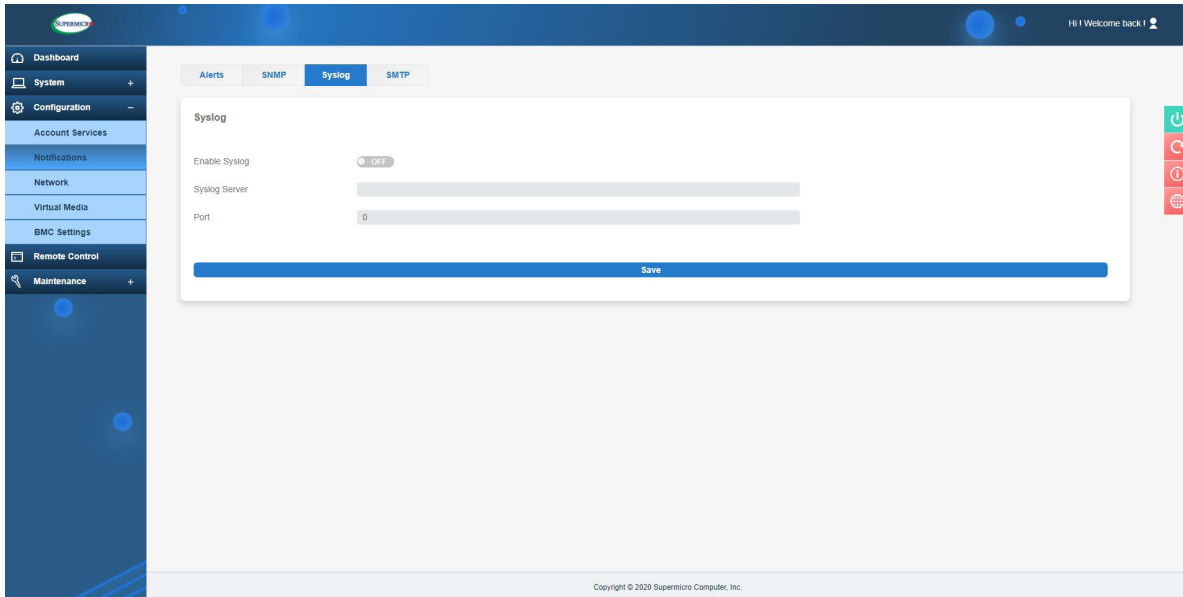 SUPERMICR
Hi ! Welcome back !
Dashboard
System +
Configuration −
Account Services
Notifications
Network
Virtual Media
BMC Settings
Remote Control
Maintenance +
Alerts SNMP Syslog SMTP
Syslog
Enable Syslog OFF
Syslog Server
Port 0
Save
Copyright © 2020 Supermicro Computer, Inc.